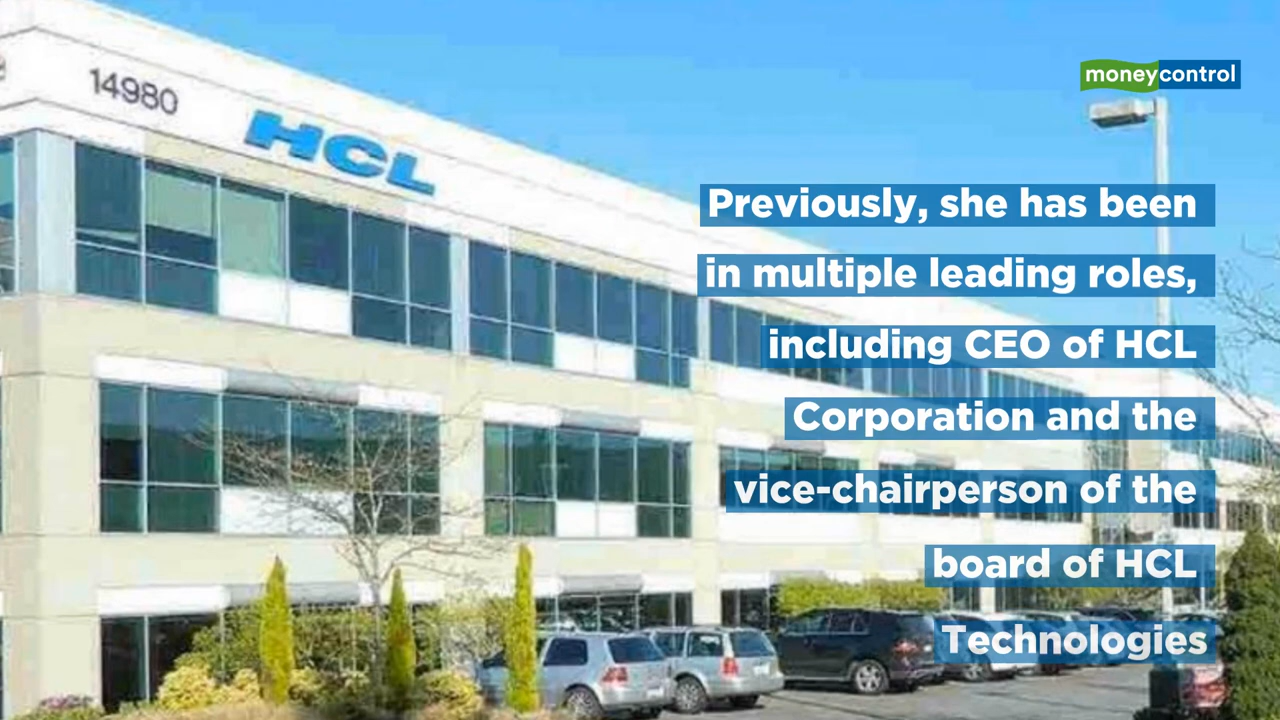 14980
HCL
moneycontrol
Previously, she has been
in multiple leading roles,
including CEO of HCL
Corporation and the
vice-chairperson of the
board of HCL
Technologies